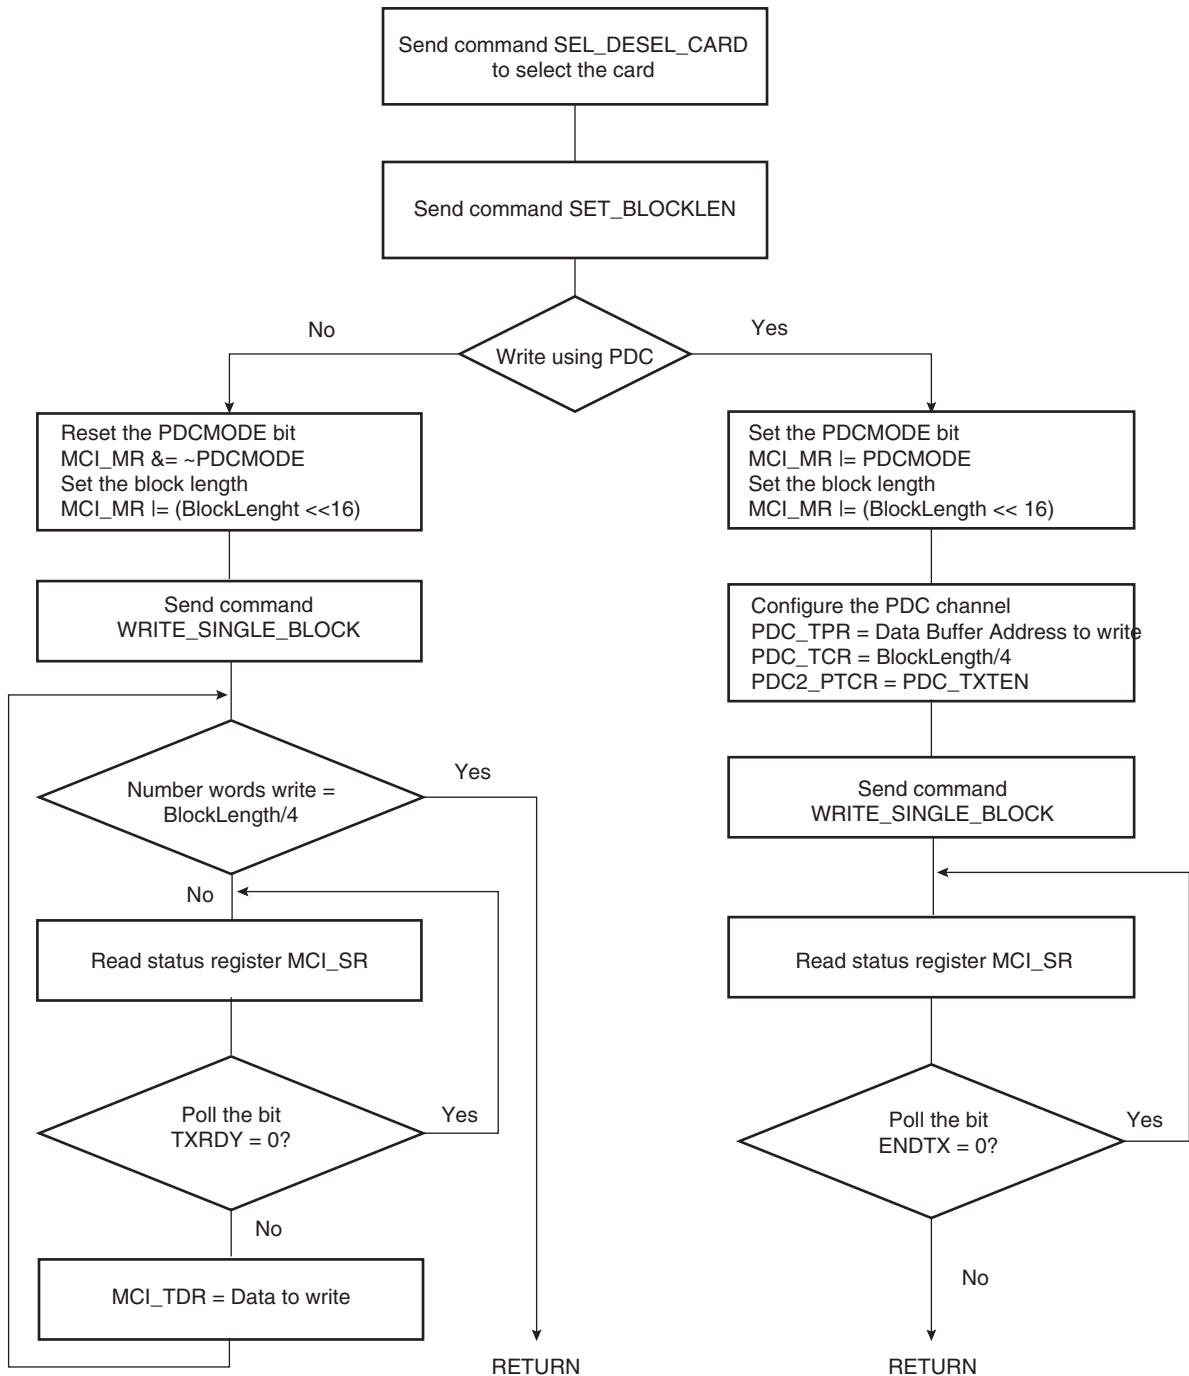 Send command SEL_DESEL_CARD
to select the card
Send command SET_BLOCKLEN
No
Yes
Write using PDC
Reset the PDCMODE bit
MCI_MR &= ~PDCMODE
Set the block length
MCI_MR |= (BlockLenght <<16)
Set the PDCMODE bit
MCI_MR |= PDCMODE
Set the block length
MCI_MR |= (BlockLength << 16)
Send command
WRITE_SINGLE_BLOCK
Configure the PDC channel
PDC_TPR = Data Buffer Address to write
PDC_TCR = BlockLength/4
PDC2_PTCR = PDC_TXTEN
Number words write =
BlockLength/4
Yes
No
Send command
WRITE_SINGLE_BLOCK
Read status register MCI_SR
Read status register MCI_SR
Poll the bit
TXRDY = 0?
Yes
No
Poll the bit
ENDTX = 0?
Yes
No
MCI_TDR = Data to write
RETURN
RETURN